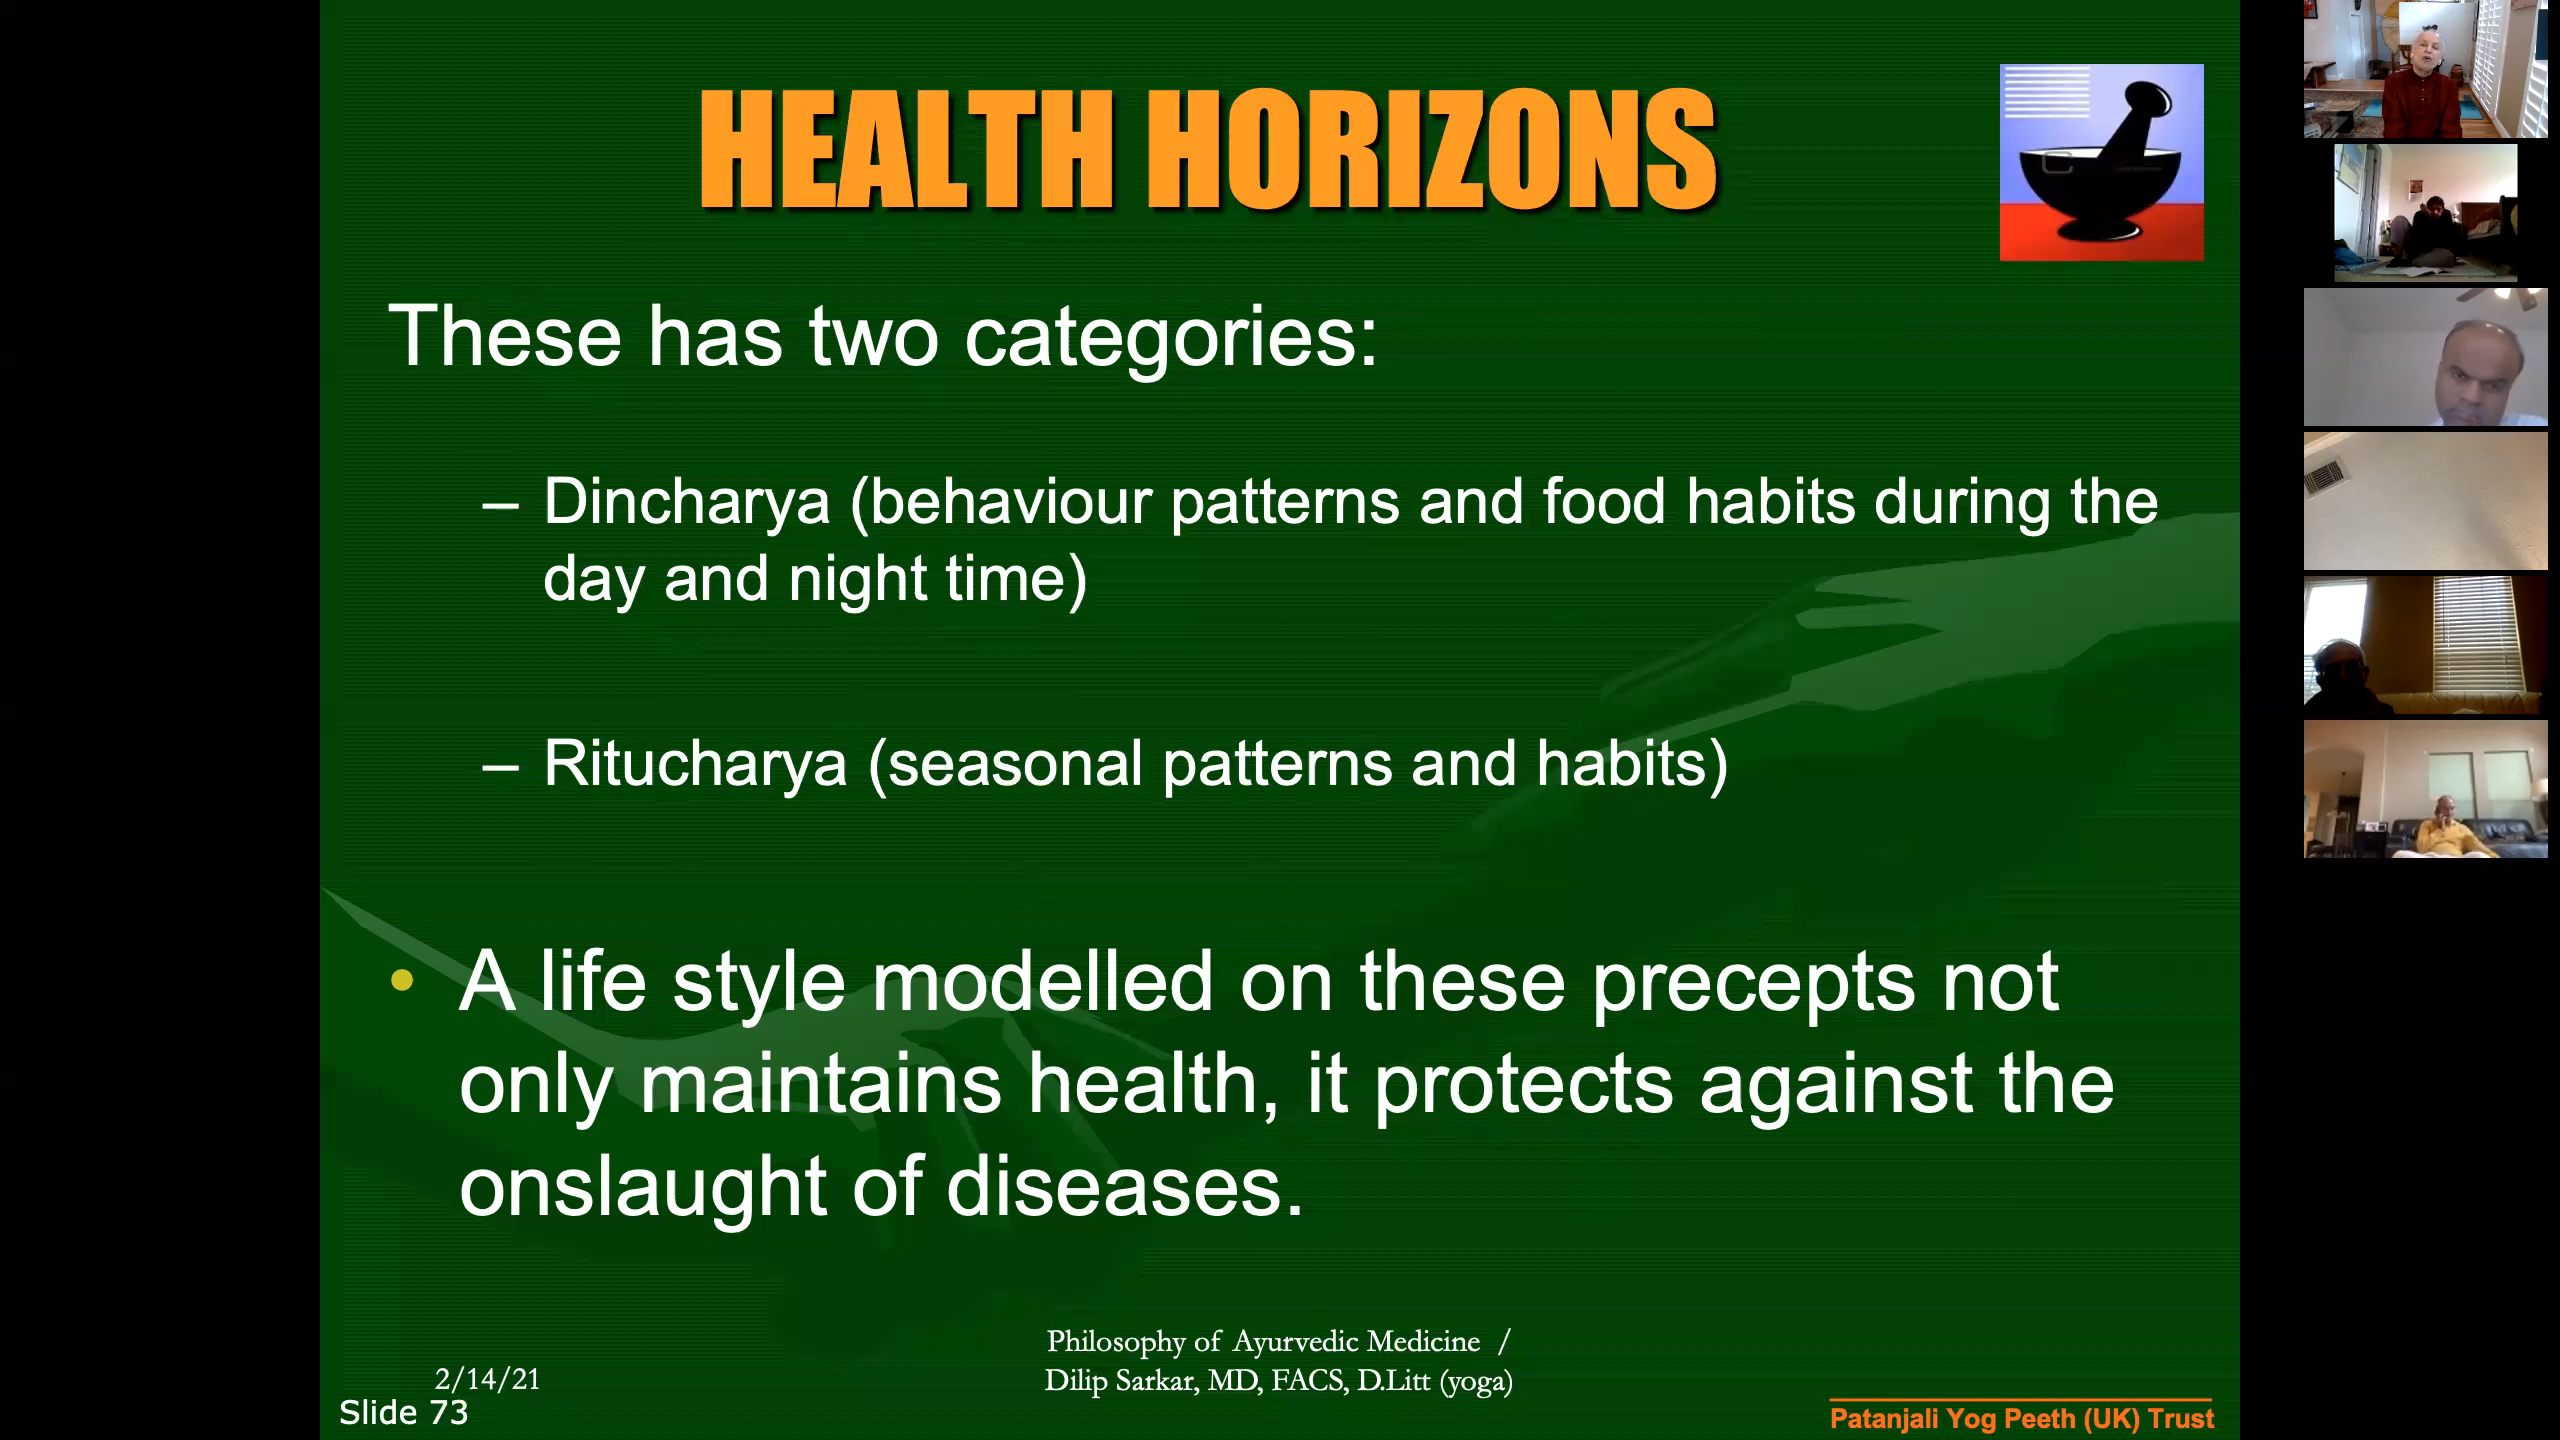 HEALTH HORIZONS
These has two categories:
– Dincharya (behaviour patterns and food habits during the
day and night time)
– Ritucharya (seasonal patterns and habits)
• A life style modelled on these precepts not
only maintains health, it protects against the
onslaught of diseases.
Philosophy of Ayurvedic Medicine /
Dilip Sarkar, MD, FACS, D.Litt (yoga)
2/14/21
Slide 73
Patanjali Yog Peeth (UK) Trust